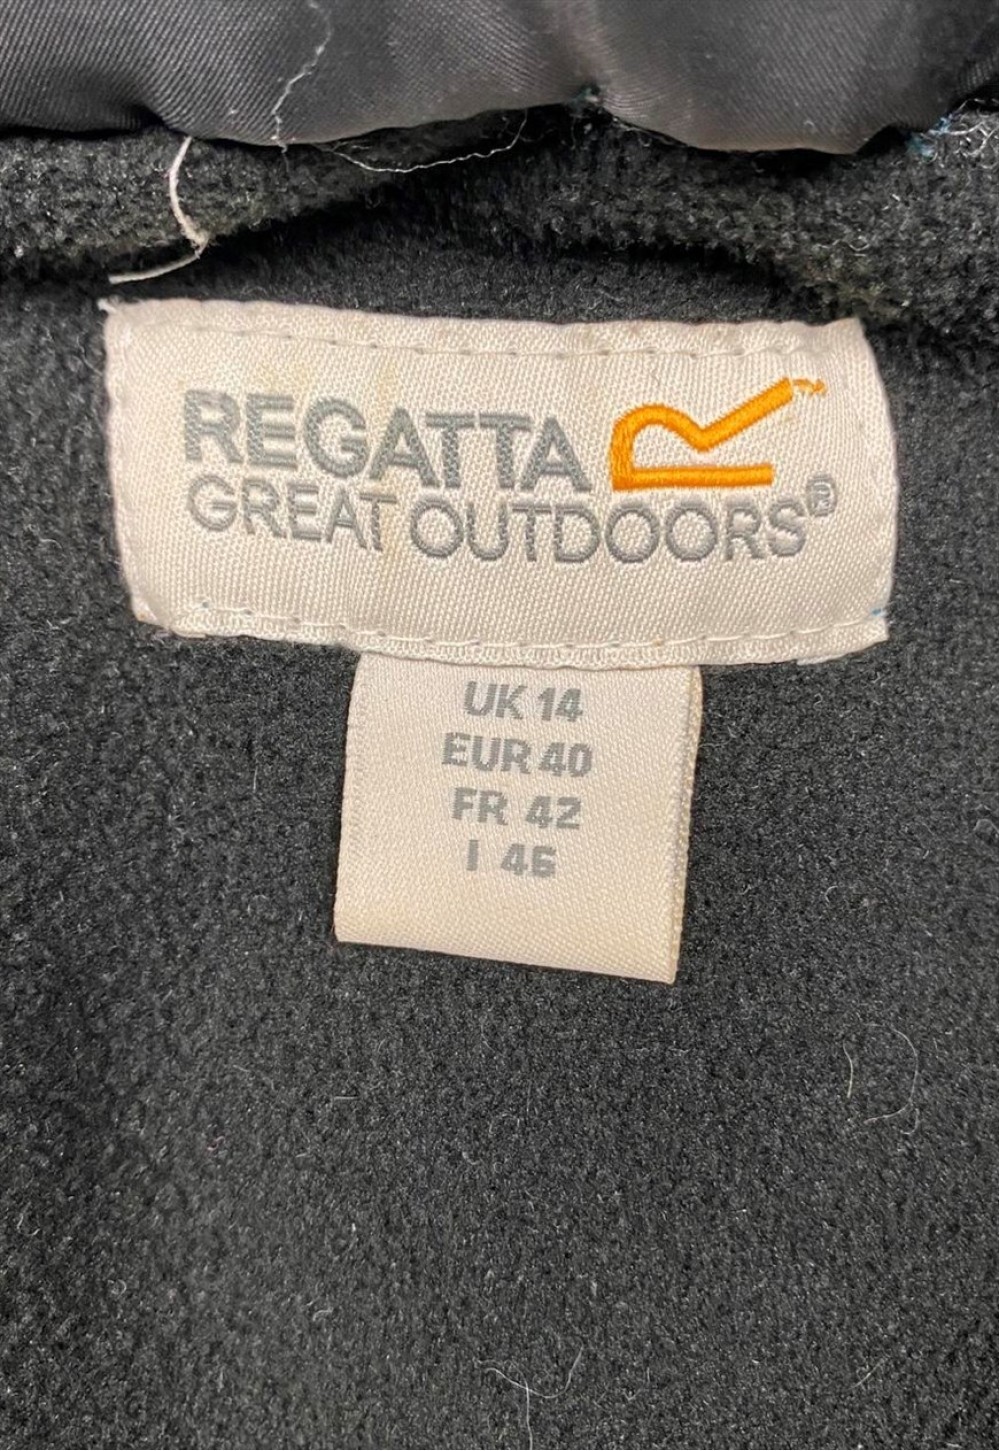 REGATTA
GREAT OUTDOORS®
UK 14
EUR 40
FR 42
I 46